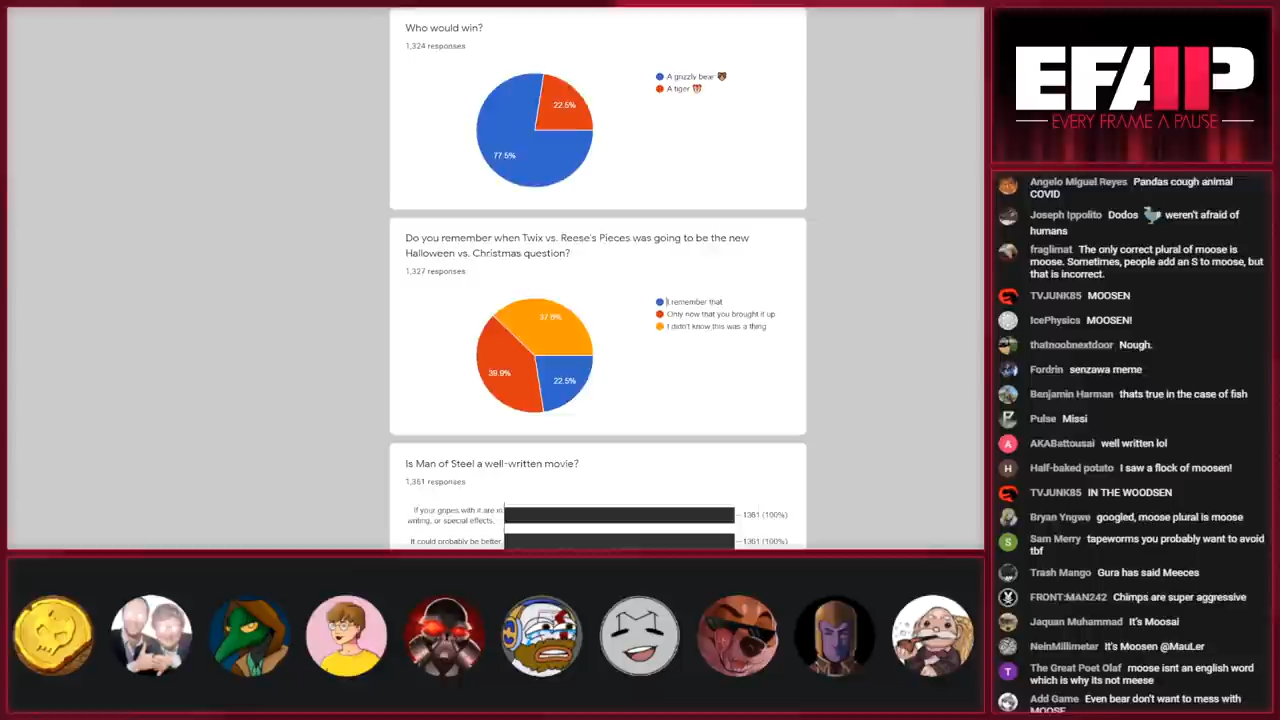 Who would win?
1,324 responses
A grizzly bear 🐻
A tiger 🐯
22.5%
77.5%
Do you remember when Twix vs. Reese's Pieces was going to be the new
Halloween vs. Christmas question?
1,327 responses
I remember that
Only now that you brought it up
I didn't know this was a thing
37.6%
39.9%
22.5%
Is Man of Steel a well-written movie?
1,361 responses
If your gripes with it are in
writing, or special effects,
1361 (100%)
It could probably be better
1361 (100%)
EFAP
EVERY FRAME A PAUSE
Angelo Miguel Reyes Pandas cough animal
COVID
Joseph Ippolito Dodos 🦤 weren't afraid of
humans
fraglimat The only correct plural of moose is
moose. Sometimes, people add an S to moose, but
that is incorrect.
TVJUNK85 MOOSEN
IcePhysics MOOSEN!
thatnoobnextdoor Nough.
Fordrin senzawa meme
Benjamin Harman thats true in the case of fish
Pulse Missi
A AKABattousai well written lol
H Half-baked potato I saw a flock of moosen!
TVJUNK85 IN THE WOODSEN
Bryan Yngwe googled, moose plural is moose
S Sam Merry tapeworms you probably want to avoid
tbf
Trash Mango Gura has said Meeces
FRONT:MAN242 Chimps are super aggressive
Jaquan Muhammad It's Moosai
NeinMillimeter It's Moosen @MauLer
T The Great Poet Olaf moose isnt an english word
which is why Its not meese
Add Game Even bear don't want to mess with
MOOSE